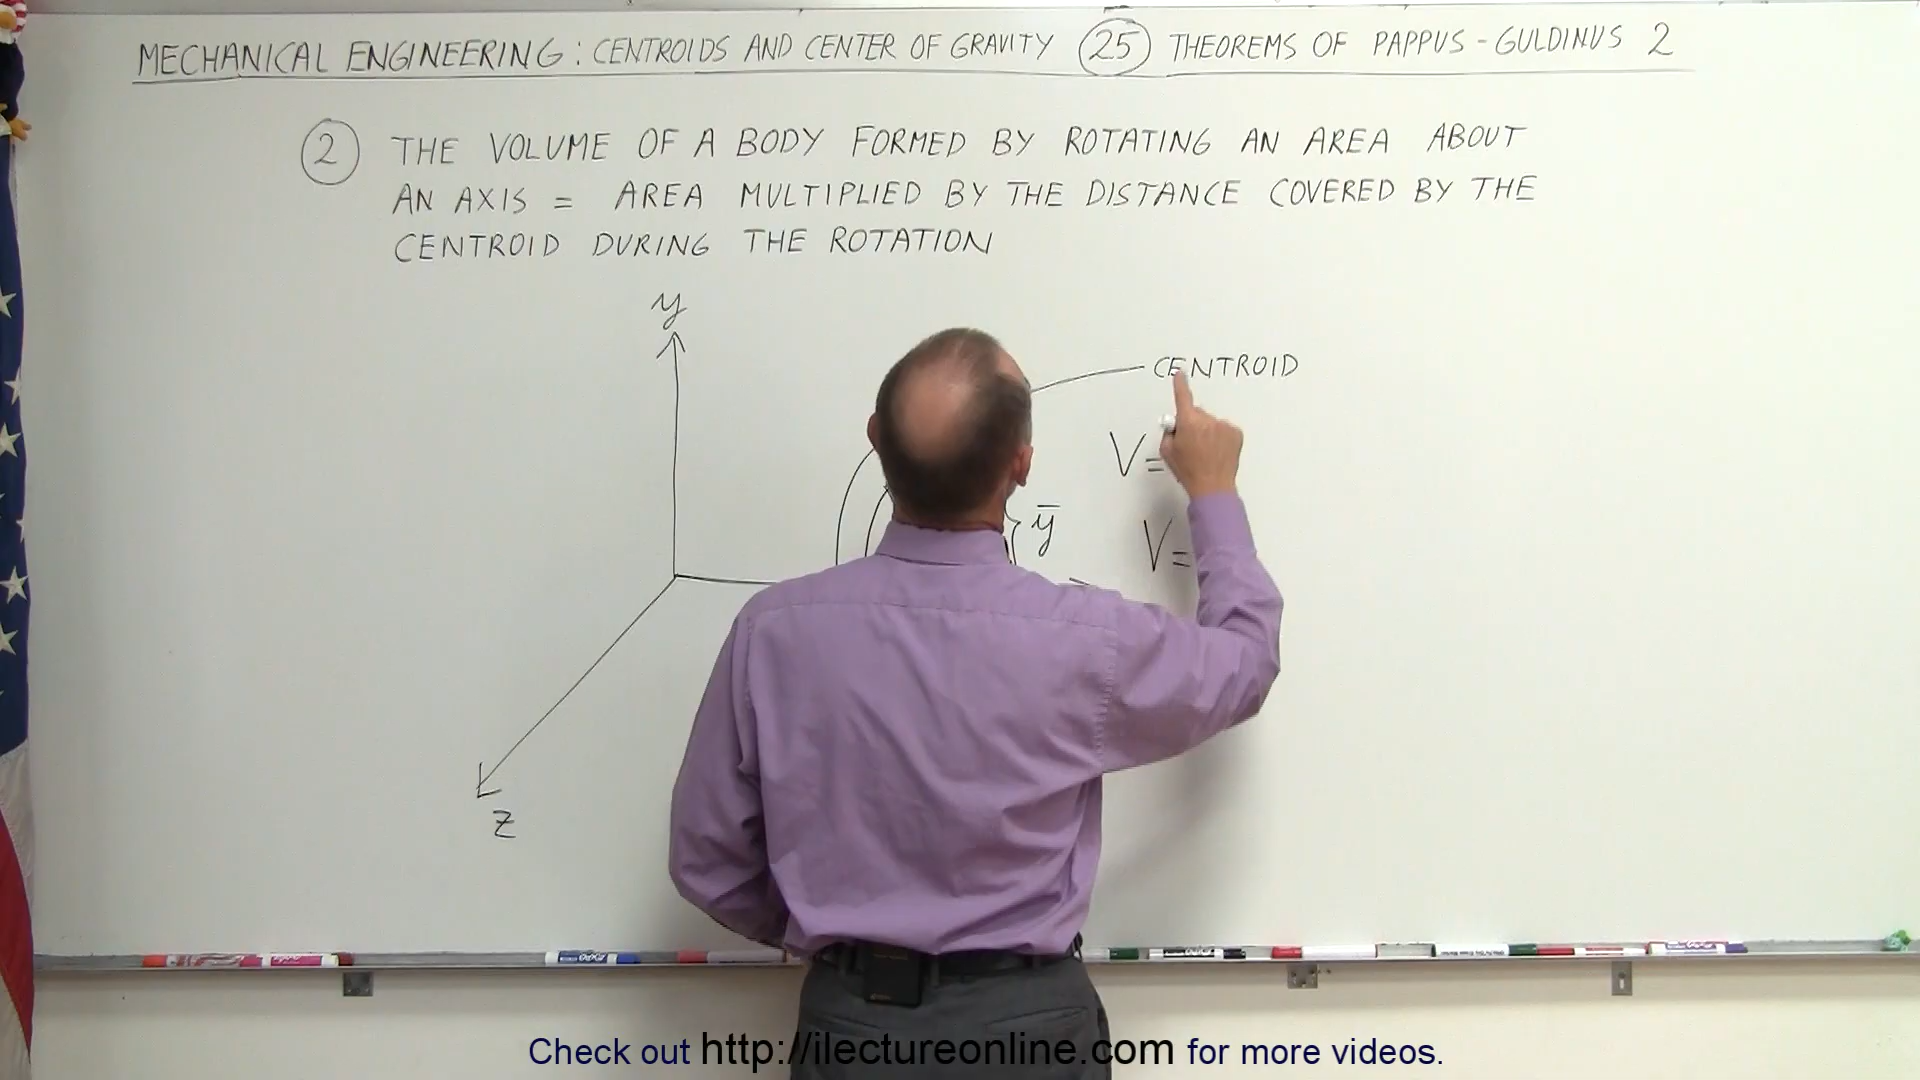 MECHANICAL ENGINEERING: CENTROIDS AND CENTER OF GRAVITY 25 THEOREMS OF PAPPUS-GULDINUS 2
2 THE VOLUME OF A BODY FORMED BY ROTATING AN AREA ABOUT
AN AXIS = AREA MULTIPLIED BY THE DISTANCE COVERED BY THE
CENTROID DURING THE ROTATION
y
CENTROID
V=
ȳ
V=
z
Check out http://ilectureonline.com for more videos.